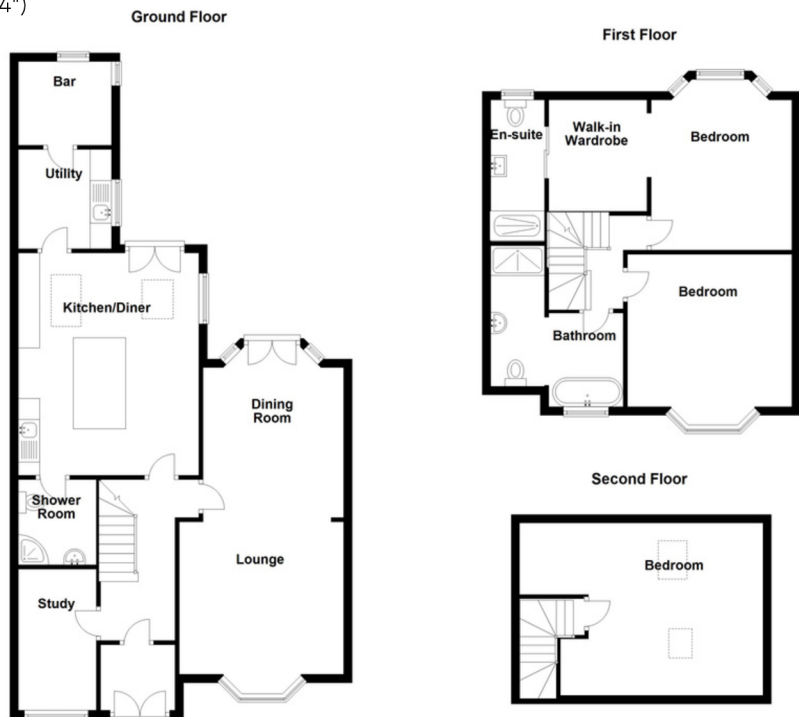 4")
Ground Floor
Bar
Utility
Kitchen/Diner
Dining
Room
Shower
Room
Lounge
Study
First Floor
En-suite
Walk-in
Wardrobe
Bedroom
Bedroom
Bathroom
Second Floor
Bedroom